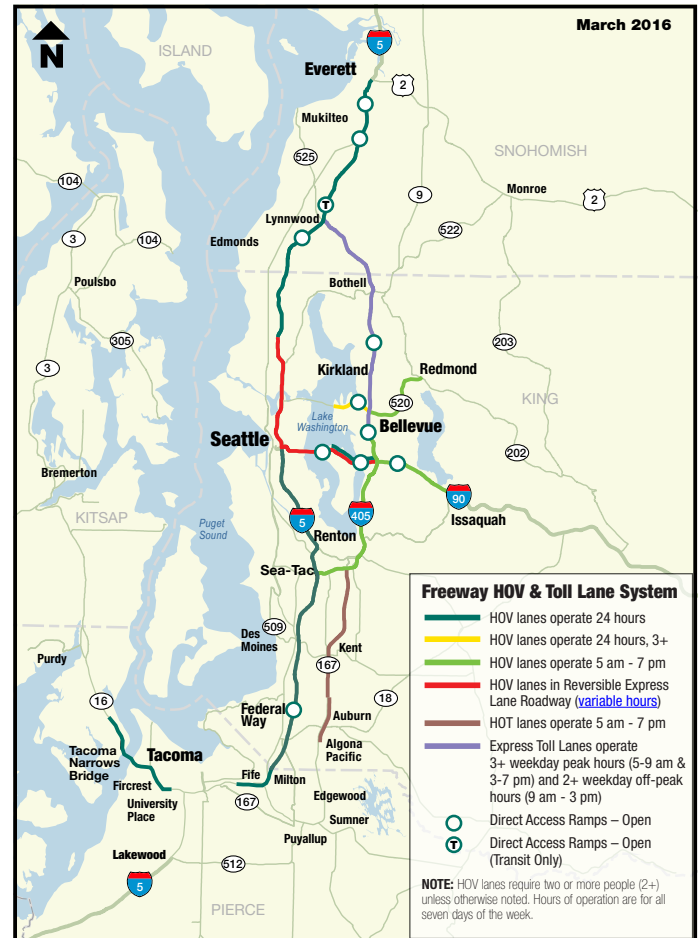 March 2016
N
ISLAND
5
Everett
2
Mukilteo
525
SNOHOMISH
104
9
Monroe
2
Lynnwood
T
3
104
Edmonds
522
Poulsbo
Bothell
305
203
3
Kirkland
Redmond
KING
520
Lake
Washington
Seattle
Bellevue
202
Bremerton
90
KITSAP
Puget
Sound
5
405
Issaquah
Renton
Sea-Tac
509
Des
Moines
Kent
Purdy
167
16
18
Federal
Way
Auburn
Tacoma
Narrows
Bridge
Tacoma
Algona
Pacific
Fircrest
Fife
Milton
University
Place
167
Edgewood
Sumner
Puyallup
Lakewood
512
5
PIERCE
Freeway HOV & Toll Lane System
HOV lanes operate 24 hours
HOV lanes operate 24 hours, 3+
HOV lanes operate 5 am - 7 pm
HOV lanes in Reversible Express
Lane Roadway (variable hours)
HOT lanes operate 5 am - 7 pm
Express Toll Lanes operate
3+ weekday peak hours (5-9 am &
3-7 pm) and 2+ weekday off-peak
hours (9 am - 3 pm)
Direct Access Ramps – Open
T
Direct Access Ramps – Open
(Transit Only)
NOTE: HOV lanes require two or more people (2+)
unless otherwise noted. Hours of operation are for all
seven days of the week.